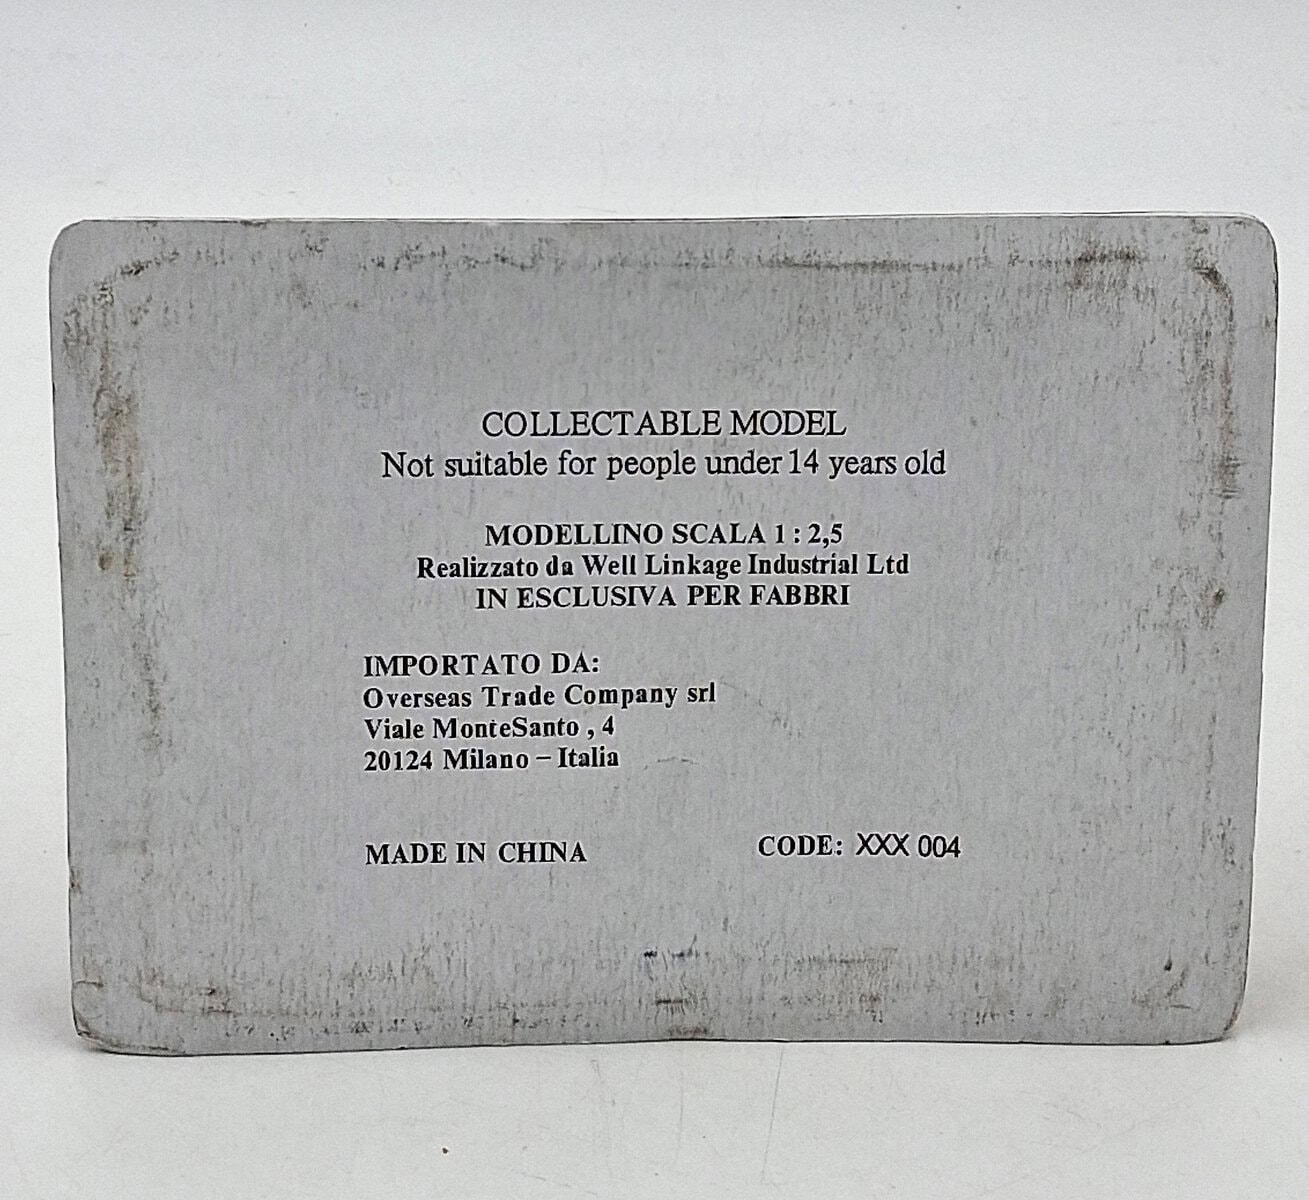 COLLECTABLE MODEL
Not suitable for people under 14 years old
MODELLINO SCALA 1 : 2,5
Realizzato da Well Linkage Industrial Ltd
IN ESCLUSIVA PER FABBRI
IMPORTATO DA:
Overseas Trade Company srl
Viale MonteSanto , 4
20124 Milano – Italia
MADE IN CHINA
CODE: XXX 004